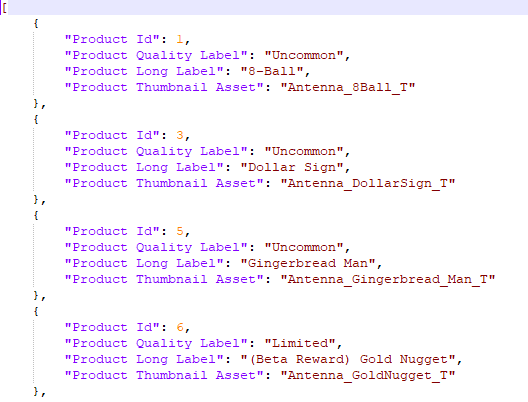 [
{
"Product Id": 1,
"Product Quality Label": "Uncommon",
"Product Long Label": "8-Ball",
"Product Thumbnail Asset": "Antenna_8Ball_T"
},
{
"Product Id": 3,
"Product Quality Label": "Uncommon",
"Product Long Label": "Dollar Sign",
"Product Thumbnail Asset": "Antenna_DollarSign_T"
},
{
"Product Id": 5,
"Product Quality Label": "Uncommon",
"Product Long Label": "Gingerbread Man",
"Product Thumbnail Asset": "Antenna_Gingerbread_Man_T"
},
{
"Product Id": 6,
"Product Quality Label": "Limited",
"Product Long Label": "(Beta Reward) Gold Nugget",
"Product Thumbnail Asset": "Antenna_GoldNugget_T"
},